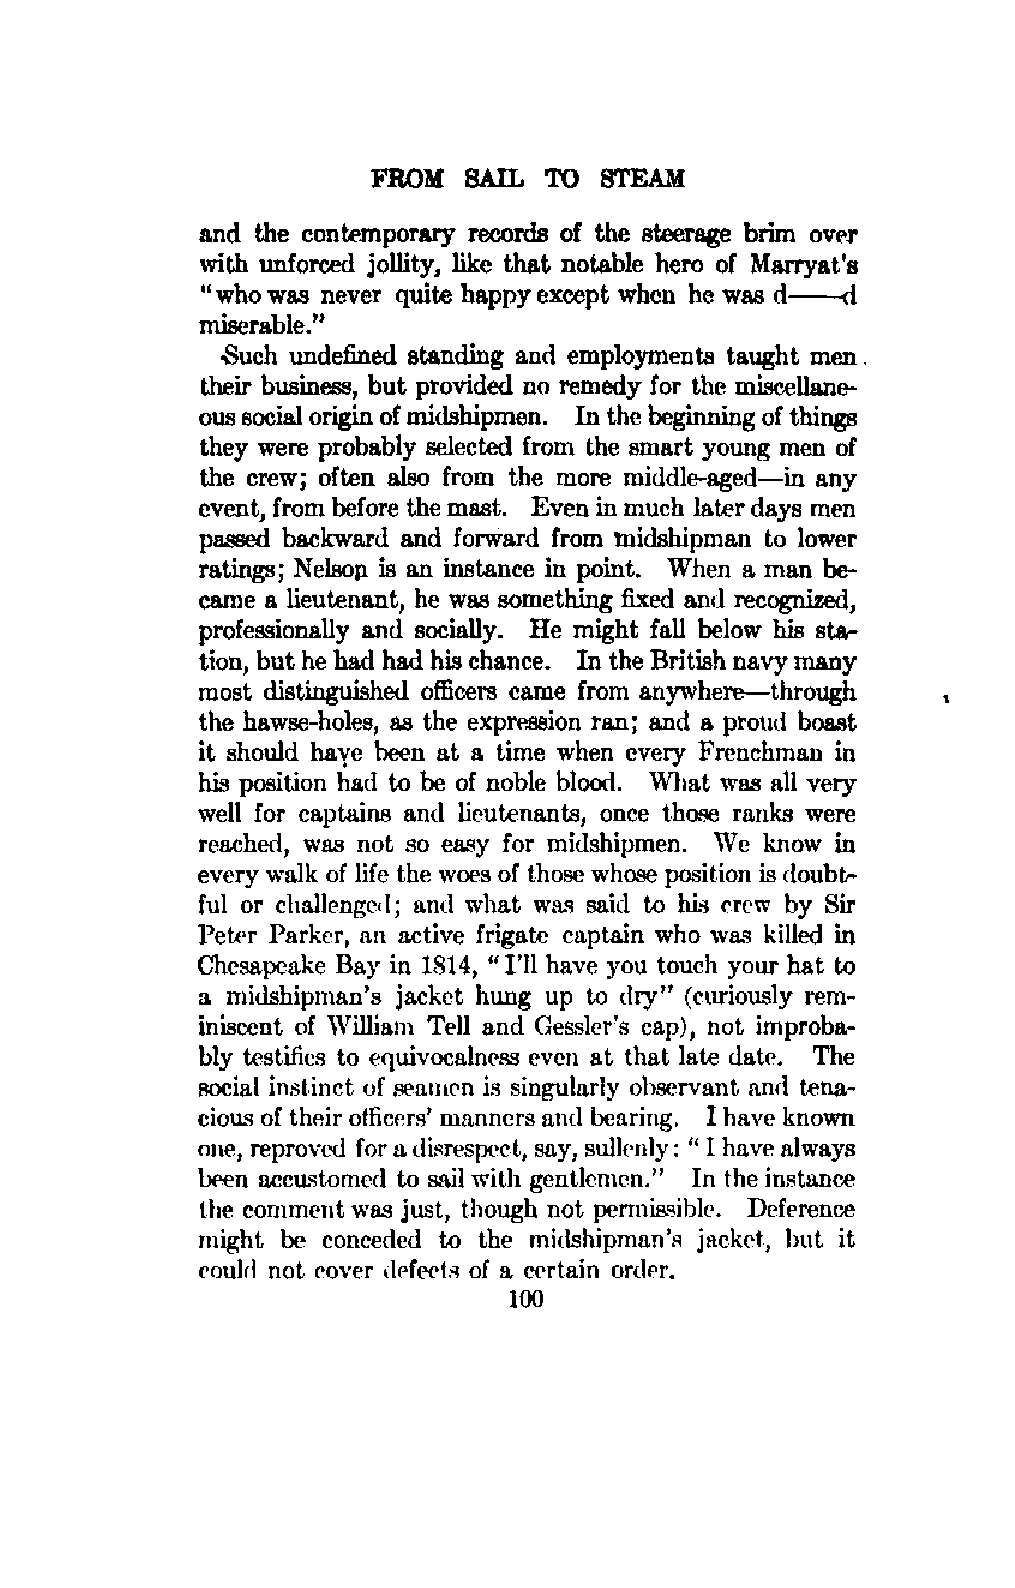 FROM SAIL TO STEAM
and the contemporary records of the steerage brim over
with unforced jollity, like that notable hero of Marryat's
"who was never quite happy except when he was d——d
miserable."
Such undefined standing and employments taught men
their business, but provided no remedy for the miscellane-
ous social origin of midshipmen. In the beginning of things
they were probably selected from the smart young men of
the crew; often also from the more middle-aged—in any
event, from before the mast. Even in much later days men
passed backward and forward from midshipman to lower
ratings; Nelson is an instance in point. When a man be-
came a lieutenant, he was something fixed and recognized,
professionally and socially. He might fall below his sta-
tion, but he had had his chance. In the British navy many
most distinguished officers came from anywhere—through
the hawse-holes, as the expression ran; and a proud boast
it should have been at a time when every Frenchman in
his position had to be of noble blood. What was all very
well for captains and lieutenants, once those ranks were
reached, was not so easy for midshipmen. We know in
every walk of life the woes of those whose position is doubt-
ful or challenged; and what was said to his crew by Sir
Peter Parker, an active frigate captain who was killed in
Chesapeake Bay in 1814, "I'll have you touch your hat to
a midshipman's jacket hung up to dry" (curiously rem-
iniscent of William Tell and Gessler's cap), not improba-
bly testifies to equivocalness even at that late date. The
social instinct of seamen is singularly observant and tena-
cious of their officers' manners and bearing. I have known
one, reproved for a disrespect, say, sullenly: "I have always
been accustomed to sail with gentlemen." In the instance
the comment was just, though not permissible. Deference
might be conceded to the midshipman's jacket, but it
could not cover defects of a certain order.
100